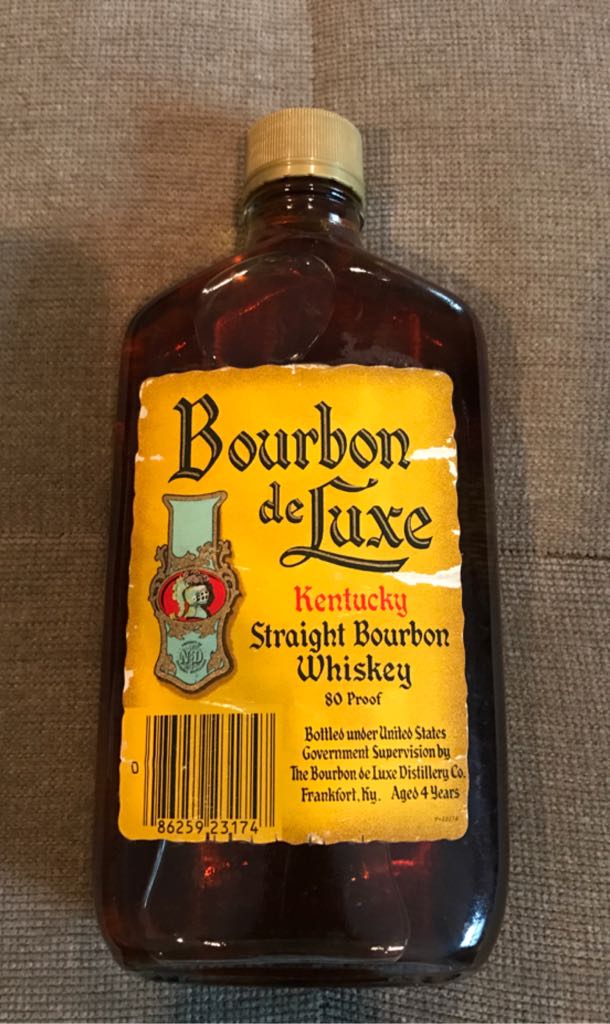 Bourbon
de Luxe
Kentucky
Straight Bourbon
Whiskey
80 Proof
Bottled under United States
Government Supervision by
The Bourbon de Luxe Distillery Co.
Frankfort, Ky. Aged 4 Years
ND
0
86259 23174